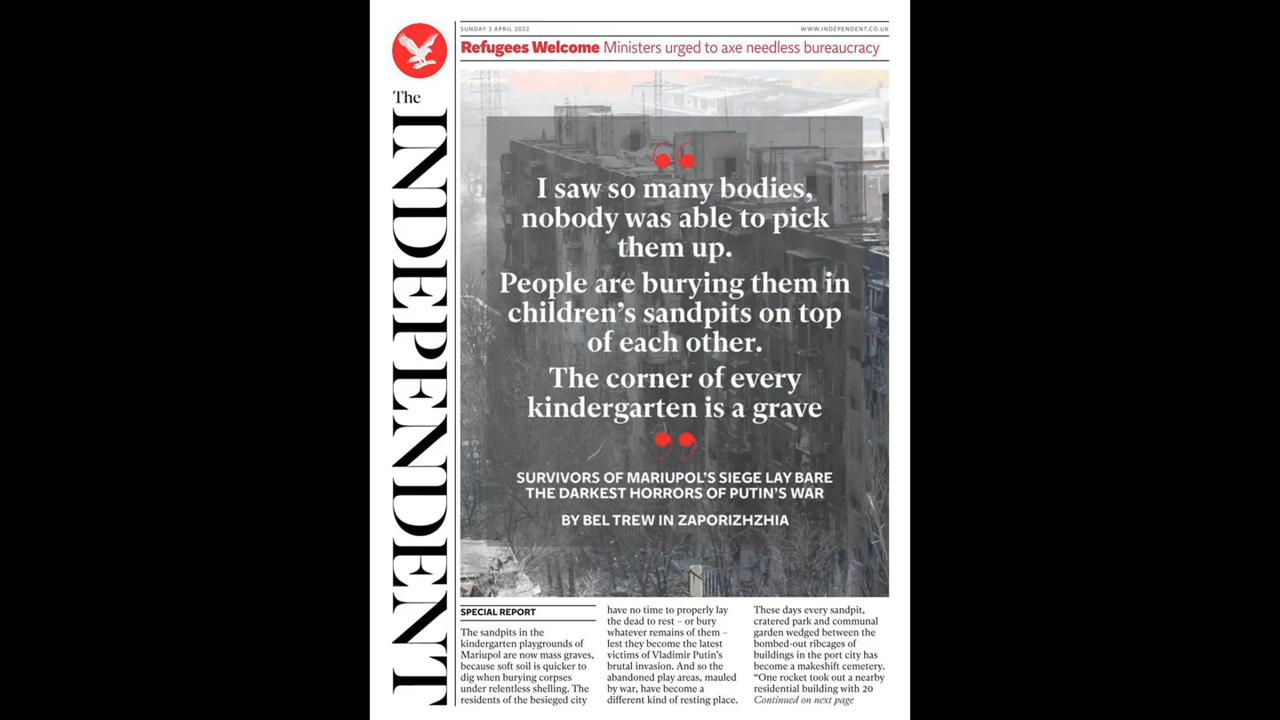 SUNDAY 3 APRIL 2022
WWW.INDEPENDENT.CO.UK
Refugees Welcome Ministers urged to axe needless bureaucracy
The
INDEPENDENT
“
I saw so many bodies,
nobody was able to pick
them up.
People are burying them in
children’s sandpits on top
of each other.
The corner of every
kindergarten is a grave
”
SURVIVORS OF MARIUPOL’S SIEGE LAY BARE
THE DARKEST HORRORS OF PUTIN’S WAR
BY BEL TREW IN ZAPORIZHZHIA
SPECIAL REPORT
The sandpits in the
kindergarten playgrounds of
Mariupol are now mass graves,
because soft soil is quicker to
dig when burying corpses
under relentless shelling. The
residents of the besieged city
have no time to properly lay
the dead to rest – or bury
whatever remains of them –
lest they become the latest
victims of Vladimir Putin’s
brutal invasion. And so the
abandoned play areas, mauled
by war, have become a
different kind of resting place.
These days every sandpit,
cratered park and communal
garden wedged between the
bombed-out ribcages of
buildings in the port city has
become a makeshift cemetery.
“One rocket took out a nearby
residential building with 20
Continued on next page